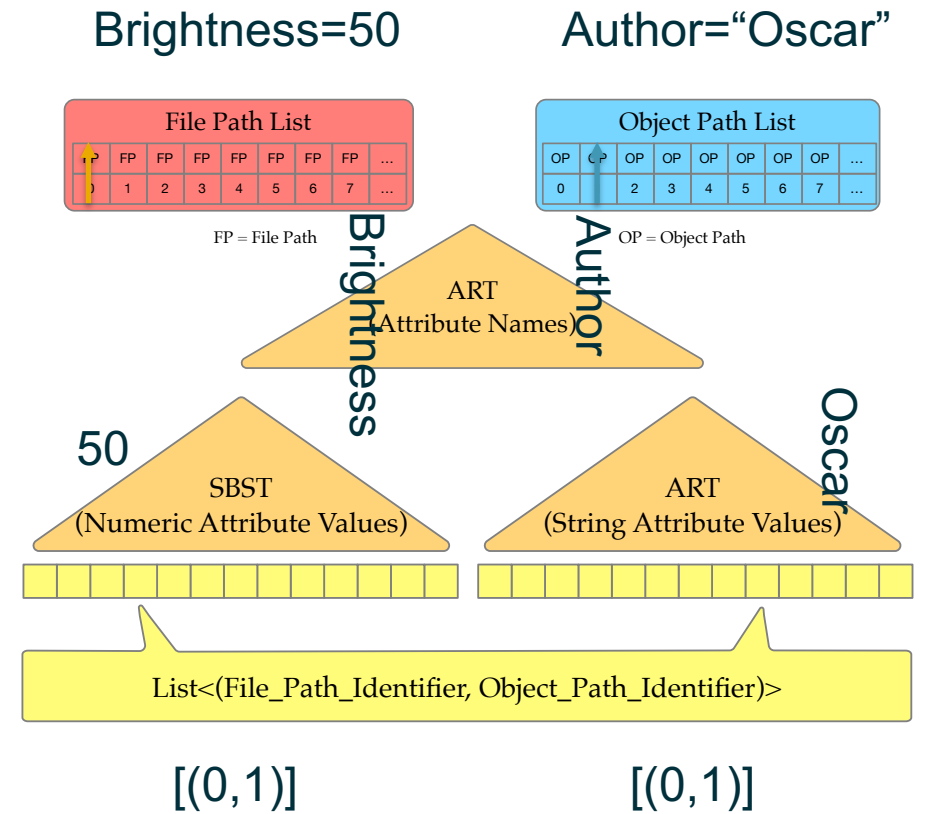 Brightness=50
Author=“Oscar”
File Path List
FP FP FP FP FP FP FP ...
1 2 3 4 5 6 7 ...
Object Path List
OP OP OP OP OP OP OP OP ...
0 2 3 4 5 6 7 ...
FP = File Path
OP = Object Path
Brightness
Author
ART
(Attribute Names)
50
SBST
(Numeric Attribute Values)
Oscar
ART
(String Attribute Values)
List<(File_Path_Identifier, Object_Path_Identifier)>
[(0,1)]
[(0,1)]